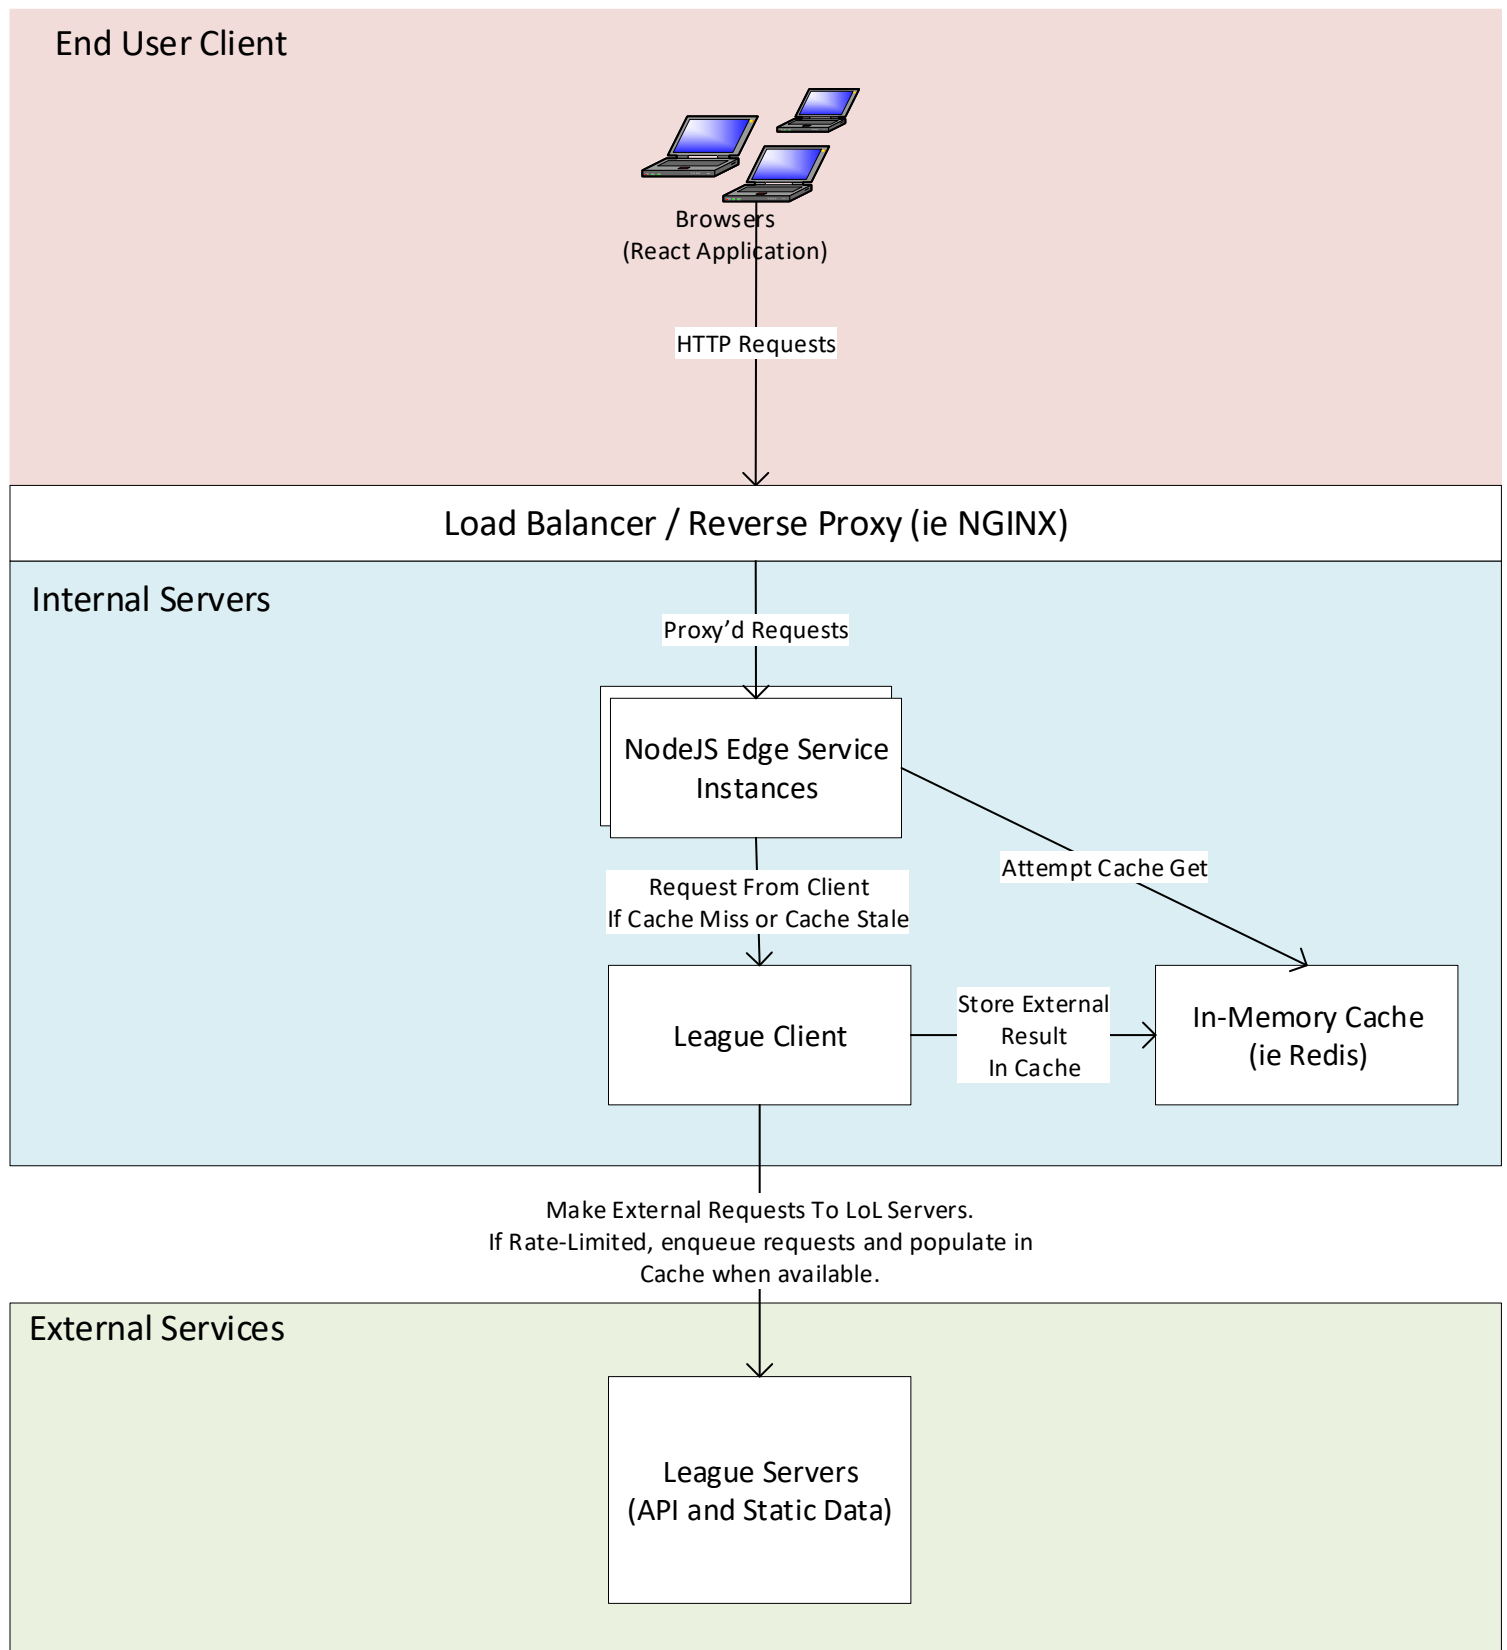 End User Client
Browsers
(React Application)
HTTP Requests
Load Balancer / Reverse Proxy (ie NGINX)
Internal Servers
Proxy’d Requests
NodeJS Edge Service
Instances
Attempt Cache Get
Request From Client
If Cache Miss or Cache Stale
League Client
Store External
Result
In Cache
In-Memory Cache
(ie Redis)
Make External Requests To LoL Servers.
If Rate-Limited, enqueue requests and populate in
Cache when available.
External Services
League Servers
(API and Static Data)